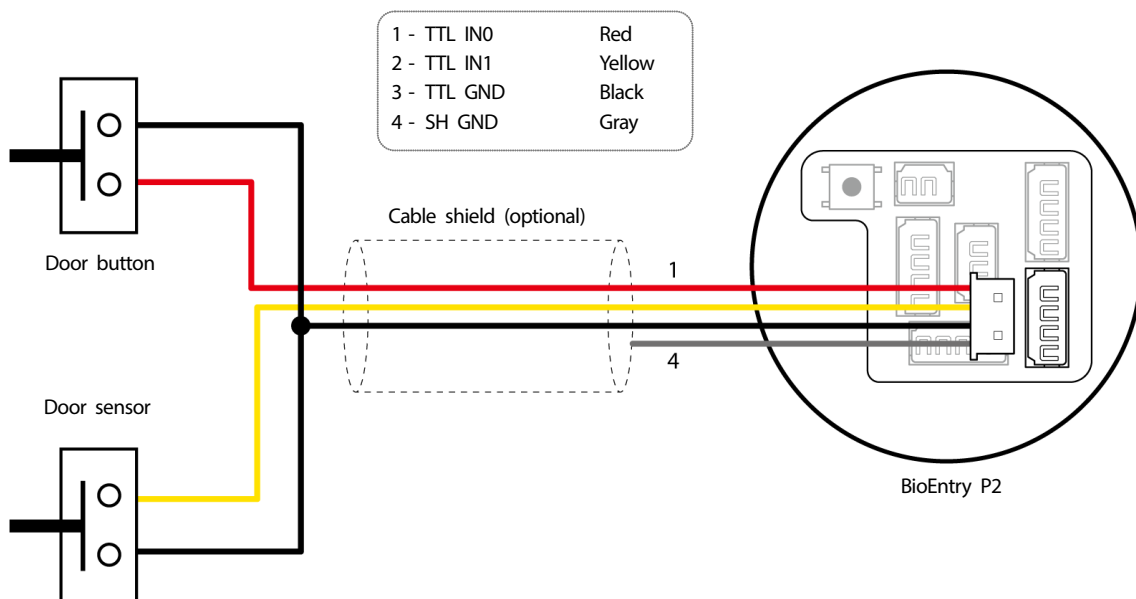 1 - TTL IN0 Red
2 - TTL IN1 Yellow
3 - TTL GND Black
4 - SH GND Gray
Door button
Cable shield (optional)
1
4
Door sensor
BioEntry P2